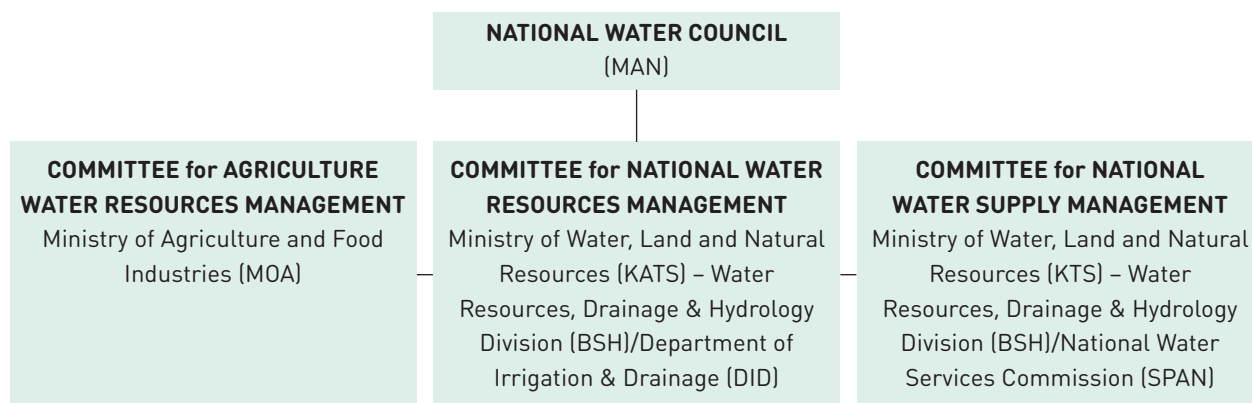 NATIONAL WATER COUNCIL
(MAN)
COMMITTEE for AGRICULTURE
WATER RESOURCES MANAGEMENT
Ministry of Agriculture and Food
Industries (MOA)
COMMITTEE for NATIONAL WATER
RESOURCES MANAGEMENT
Ministry of Water, Land and Natural
Resources (KATS) – Water
Resources, Drainage & Hydrology
Division (BSH)/Department of
Irrigation & Drainage (DID)
COMMITTEE for NATIONAL
WATER SUPPLY MANAGEMENT
Ministry of Water, Land and Natural
Resources (KTS) – Water
Resources, Drainage & Hydrology
Division (BSH)/National Water
Services Commission (SPAN)